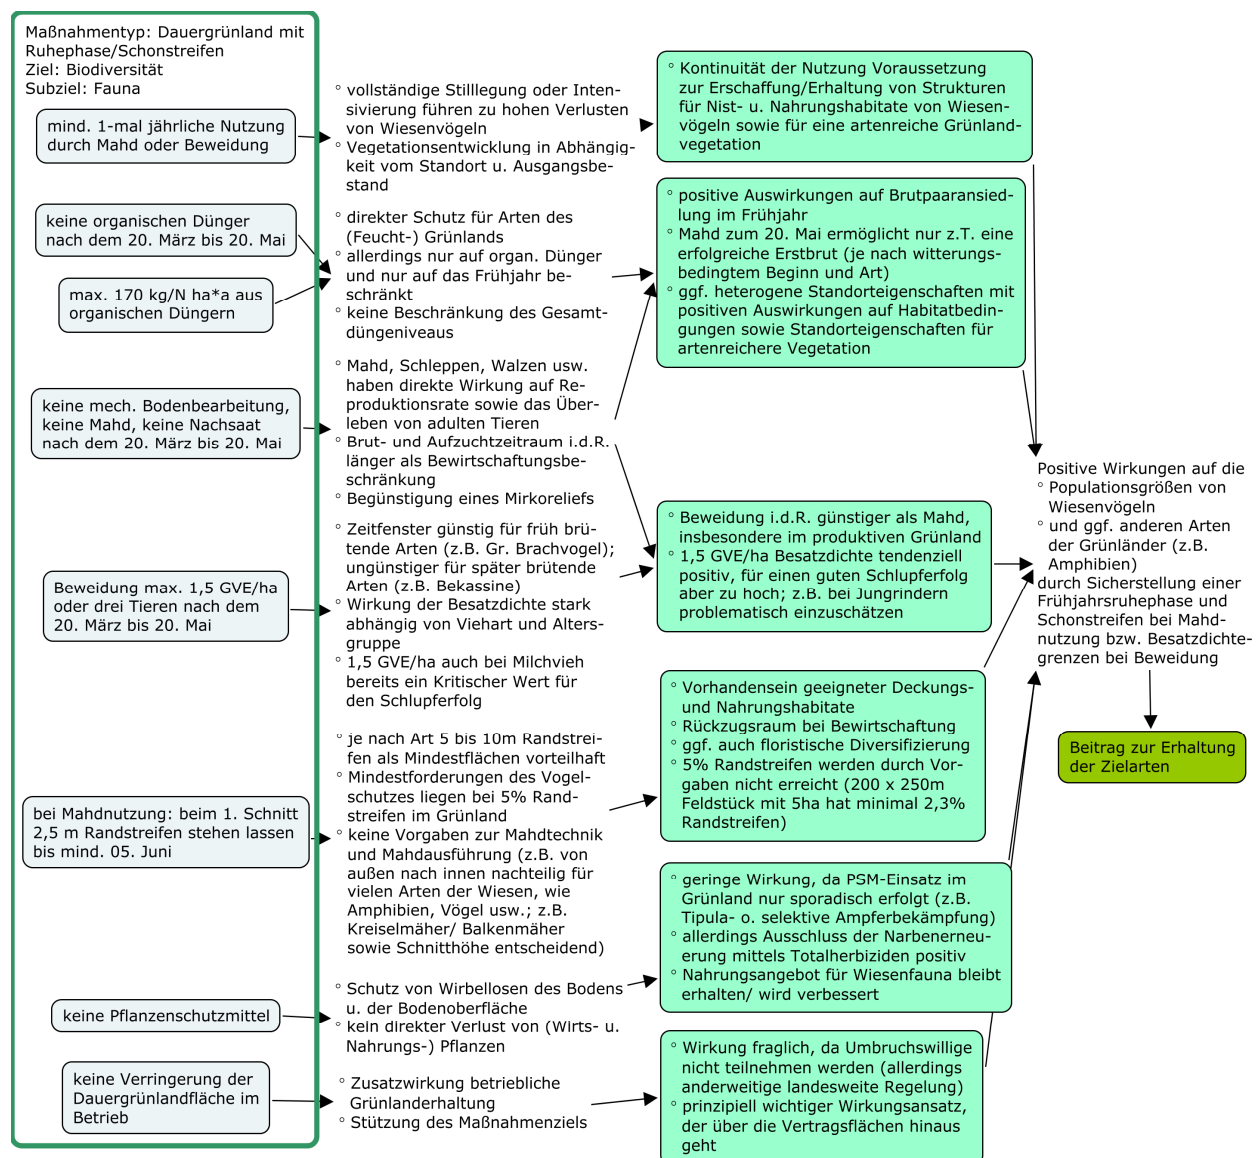 Maßnahmentyp: Dauergrünland mit
Ruhephase/Schonstreifen
Ziel: Biodiversität
Subziel: Fauna
mind. 1-mal jährliche Nutzung
durch Mahd oder Beweidung
keine organischen Dünger
nach dem 20. März bis 20. Mai
max. 170 kg/N ha*a aus
organischen Düngern
keine mech. Bodenbearbeitung,
keine Mahd, keine Nachsaat
nach dem 20. März bis 20. Mai
Beweidung max. 1,5 GVE/ha
oder drei Tieren nach dem
20. März bis 20. Mai
bei Mahdnutzung: beim 1. Schnitt
2,5 m Randstreifen stehen lassen
bis mind. 05. Juni
keine Pflanzenschutzmittel
keine Verringerung der
Dauergrünlandfläche im
Betrieb
° vollständige Stilllegung oder Inten-
sivierung führen zu hohen Verlusten
von Wiesenvögeln
° Vegetationsentwicklung in Abhängig-
keit vom Standort u. Ausgangsbe-
stand
° direkter Schutz für Arten des
(Feucht-) Grünlands
° allerdings nur auf organ. Dünger
und nur auf das Frühjahr be-
schränkt
° keine Beschränkung des Gesamt-
düngeniveaus
° Mahd, Schleppen, Walzen usw.
haben direkte Wirkung auf Re-
produktionsrate sowie das Über-
leben von adulten Tieren
° Brut- und Aufzuchtzeitraum i.d.R.
länger als Bewirtschaftungsbe-
schränkung
° Begünstigung eines Mirkoreliefs
° Zeitfenster günstig für früh brü-
tende Arten (z.B. Gr. Brachvogel);
ungünstiger für später brütende
Arten (z.B. Bekassine)
° Wirkung der Besatzdichte stark
abhängig von Viehart und Alters-
gruppe
° 1,5 GVE/ha auch bei Milchvieh
bereits ein Kritischer Wert für
den Schlupferfolg
° je nach Art 5 bis 10m Randstrei-
fen als Mindestflächen vorteilhaft
° Mindestforderungen des Vogel-
schutzes liegen bei 5% Rand-
streifen im Grünland
° keine Vorgaben zur Mahdtechnik
und Mahdausführung (z.B. von
außen nach innen nachteilig für
vielen Arten der Wiesen, wie
Amphibien, Vögel usw.; z.B.
Kreiselmäher/ Balkenmäher
sowie Schnitthöhe entscheidend)
° Schutz von Wirbellosen des Bodens
u. der Bodenoberfläche
° kein direkter Verlust von (Wirts- u.
Nahrungs-) Pflanzen
° Zusatzwirkung betriebliche
Grünlanderhaltung
° Stützung des Maßnahmenziels
° Kontinuität der Nutzung Voraussetzung
zur Erschaffung/Erhaltung von Strukturen
für Nist- u. Nahrungshabitate von Wiesen-
vögeln sowie für eine artenreiche Grünland-
vegetation
° positive Auswirkungen auf Brutpaaransied-
lung im Frühjahr
° Mahd zum 20. Mai ermöglicht nur z.T. eine
erfolgreiche Erstbrut (je nach witterungs-
bedingtem Beginn und Art)
° ggf. heterogene Standorteigenschaften mit
positiven Auswirkungen auf Habitatbedin-
gungen sowie Standorteigenschaften für
artenreichere Vegetation
° Beweidung i.d.R. günstiger als Mahd,
insbesondere im produktiven Grünland
° 1,5 GVE/ha Besatzdichte tendenziell
positiv, für einen guten Schlupferfolg
aber zu hoch; z.B. bei Jungrindern
problematisch einzuschätzen
° Vorhandensein geeigneter Deckungs-
und Nahrungshabitate
° Rückzugsraum bei Bewirtschaftung
° ggf. auch floristische Diversifizierung
° 5% Randstreifen werden durch Vor-
gaben nicht erreicht (200 x 250m
Feldstück mit 5ha hat minimal 2,3%
Randstreifen)
° geringe Wirkung, da PSM-Einsatz im
Grünland nur sporadisch erfolgt (z.B.
Tipula- o. selektive Ampferbekämpfung)
° allerdings Ausschluss der Narbenerneu-
erung mittels Totalherbiziden positiv
° Nahrungsangebot für Wiesenfauna bleibt
erhalten/ wird verbessert
° Wirkung fraglich, da Umbruchswillige
nicht teilnehmen werden (allerdings
anderweitige landesweite Regelung)
° prinzipiell wichtiger Wirkungsansatz,
der über die Vertragsflächen hinaus
geht
Positive Wirkungen auf die
° Populationsgrößen von
Wiesenvögeln
° und ggf. anderen Arten
der Grünländer (z.B.
Amphibien)
durch Sicherstellung einer
Frühjahrsruhephase und
Schonstreifen bei Mahd-
nutzung bzw. Besatzdichte-
grenzen bei Beweidung
Beitrag zur Erhaltung
der Zielarten